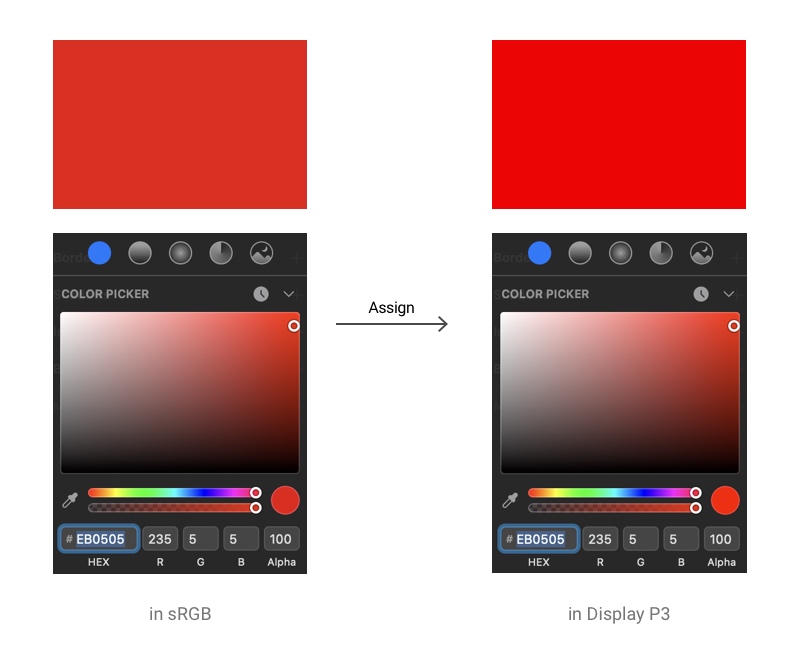 Borde
COLOR PICKER
# EB0505 235 5 5 100
HEX R G B Alpha
in sRGB
Assign
Borde
COLOR PICKER
# EB0505 235 5 5 100
HEX R G B Alpha
in Display P3